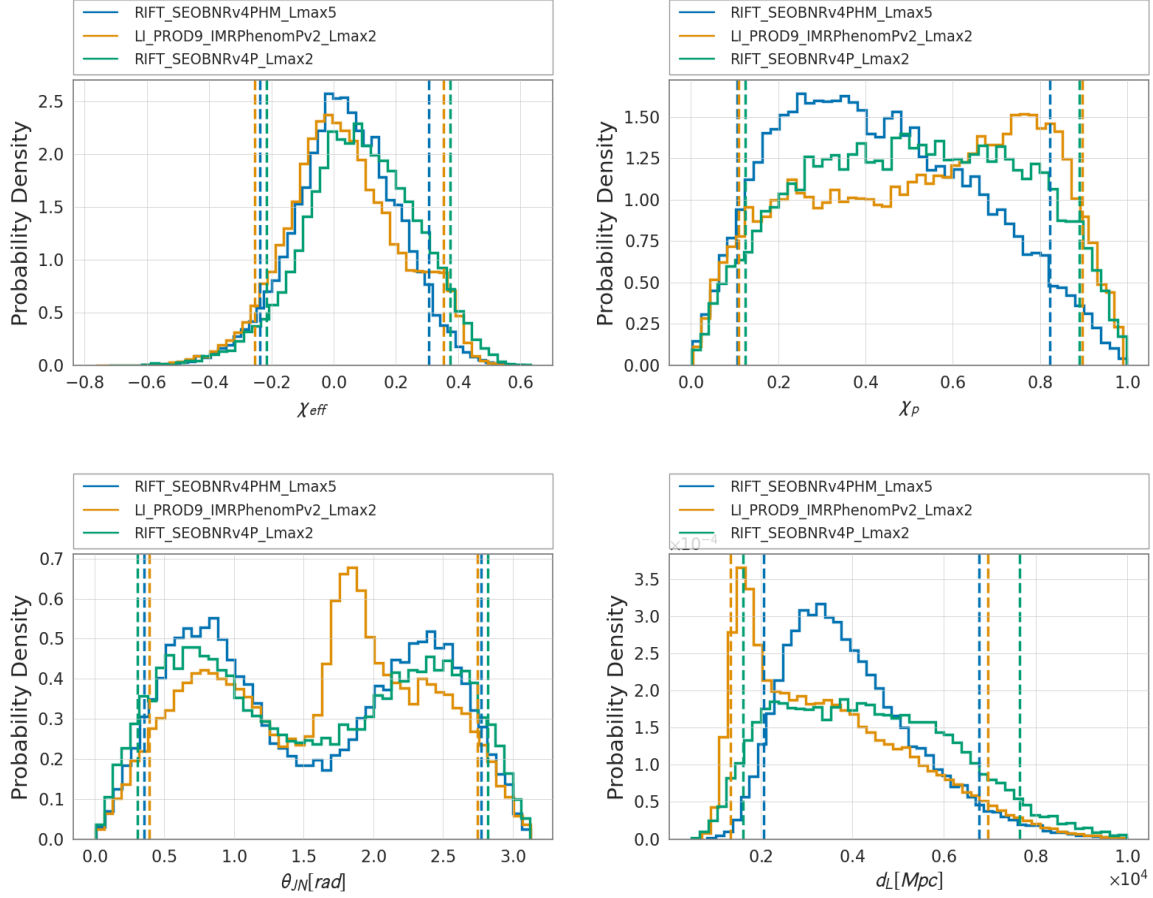 RIFT_SEOBNRv4PHM_Lmax5
LI_PROD9_IMRPhenomPv2_Lmax2
RIFT_SEOBNRv4P_Lmax2
Probability Density
2.5
2.0
1.5
1.0
0.5
0.0
−0.8 −0.6 −0.4 −0.2 0.0 0.2 0.4 0.6
χeff
RIFT_SEOBNRv4PHM_Lmax5
LI_PROD9_IMRPhenomPv2_Lmax2
RIFT_SEOBNRv4P_Lmax2
Probability Density
1.50
1.25
1.00
0.75
0.50
0.25
0.00
0.0 0.2 0.4 0.6 0.8 1.0
χp
RIFT_SEOBNRv4PHM_Lmax5
LI_PROD9_IMRPhenomPv2_Lmax2
RIFT_SEOBNRv4P_Lmax2
Probability Density
0.7
0.6
0.5
0.4
0.3
0.2
0.1
0.0
0.0 0.5 1.0 1.5 2.0 2.5 3.0
θJN[rad]
RIFT_SEOBNRv4PHM_Lmax5
LI_PROD9_IMRPhenomPv2_Lmax2
RIFT_SEOBNRv4P_Lmax2
×10⁻⁴
Probability Density
3.5
3.0
2.5
2.0
1.5
1.0
0.5
0.0
0.2 0.4 0.6 0.8 1.0
×10⁴
dL[Mpc]